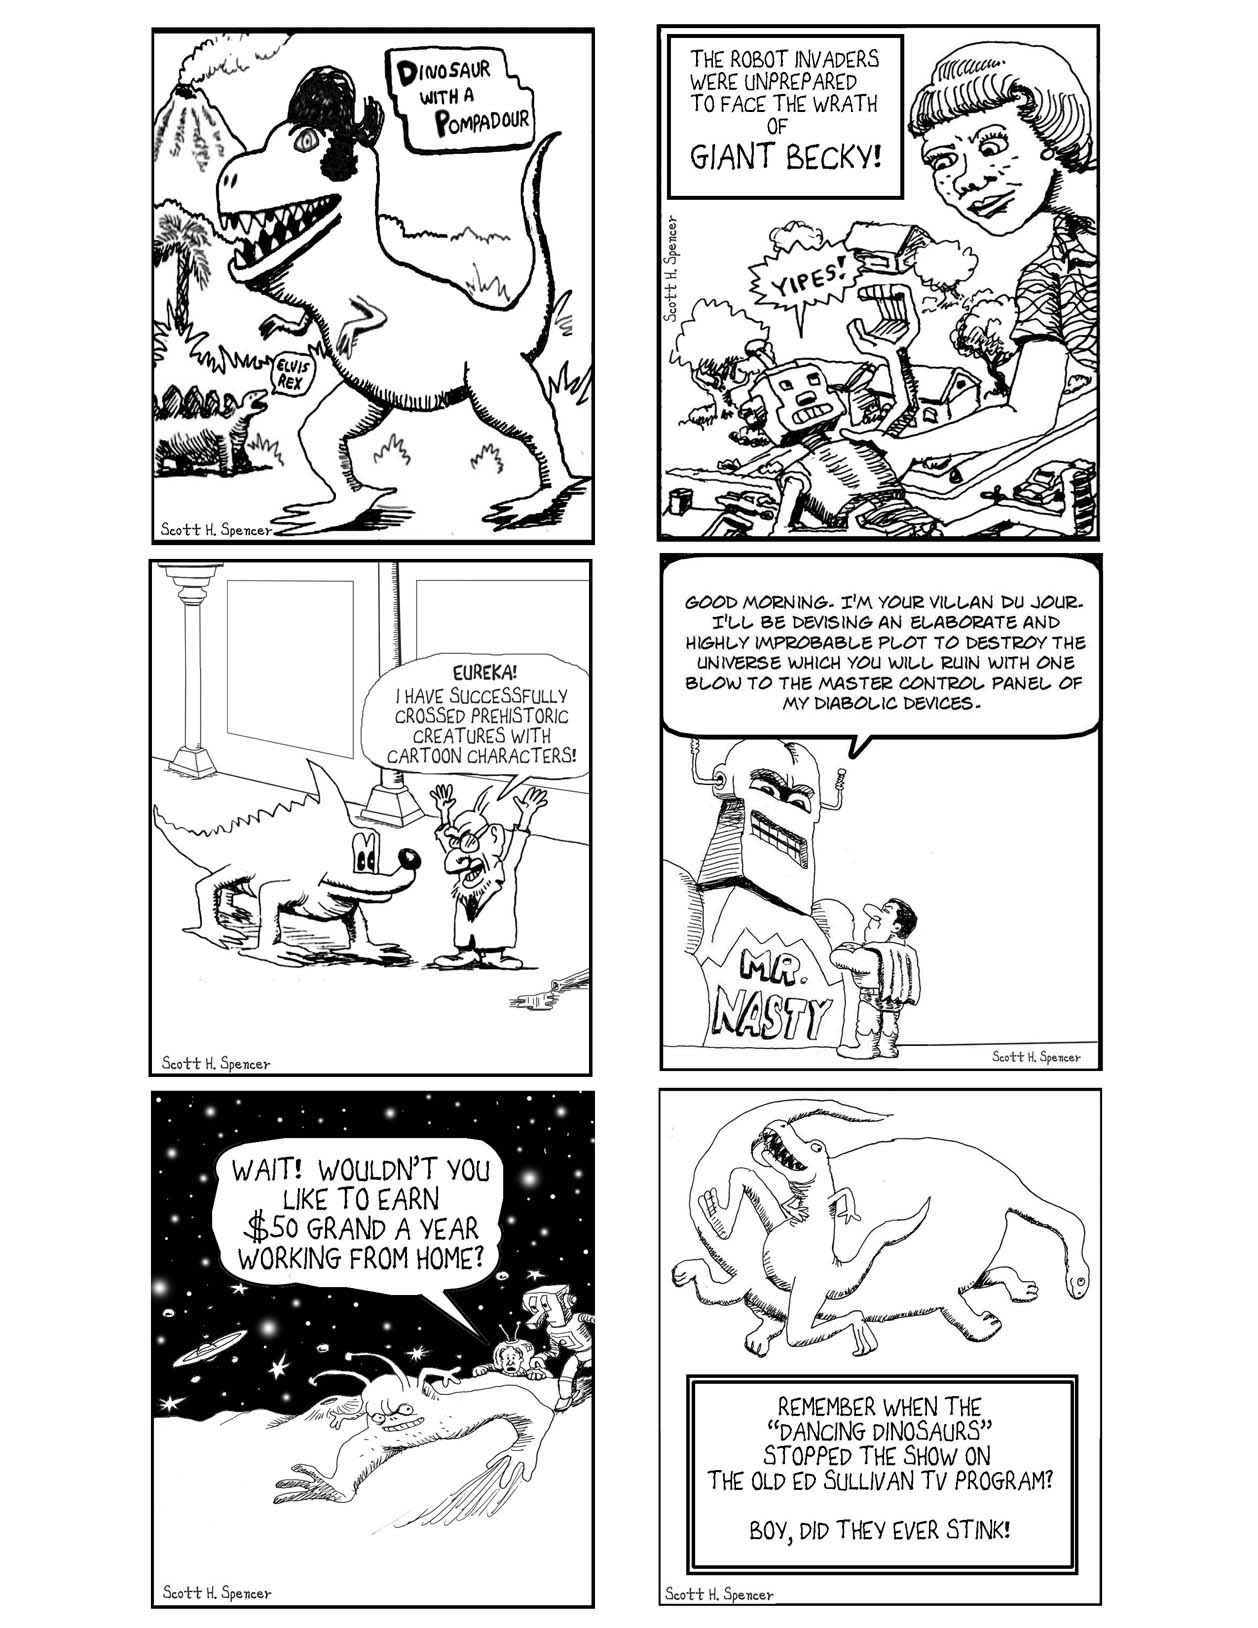 DINOSAUR
WITH A
POMPADOUR
ELVIS
REX
Scott H. Spencer
THE ROBOT INVADERS
WERE UNPREPARED
TO FACE THE WRATH
OF
GIANT BECKY!
Scott H. Spencer
YIPES!
EUREKA!
I HAVE SUCCESSFULLY
CROSSED PREHISTORIC
CREATURES WITH
CARTOON CHARACTERS!
Scott H. Spencer
GOOD MORNING. I'M YOUR VILLAN DU JOUR.
I'LL BE DEVISING AN ELABORATE AND
HIGHLY IMPROBABLE PLOT TO DESTROY THE
UNIVERSE WHICH YOU WILL RUIN WITH ONE
BLOW TO THE MASTER CONTROL PANEL OF
MY DIABOLIC DEVICES.
MR.
NASTY
Scott H. Spencer
WAIT! WOULDN'T YOU
LIKE TO EARN
$50 GRAND A YEAR
WORKING FROM HOME?
Scott H. Spencer
REMEMBER WHEN THE
"DANCING DINOSAURS"
STOPPED THE SHOW ON
THE OLD ED SULLIVAN TV PROGRAM?
BOY, DID THEY EVER STINK!
Scott H. Spencer